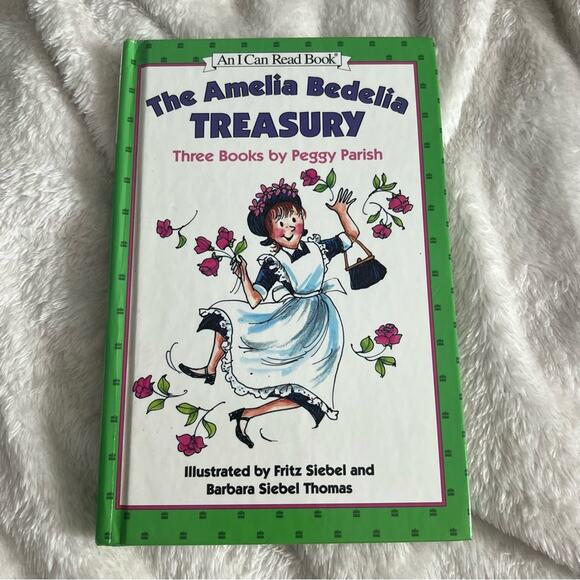 An I Can Read Book®
The Amelia Bedelia
TREASURY
Three Books by Peggy Parish
Illustrated by Fritz Siebel and
Barbara Siebel Thomas